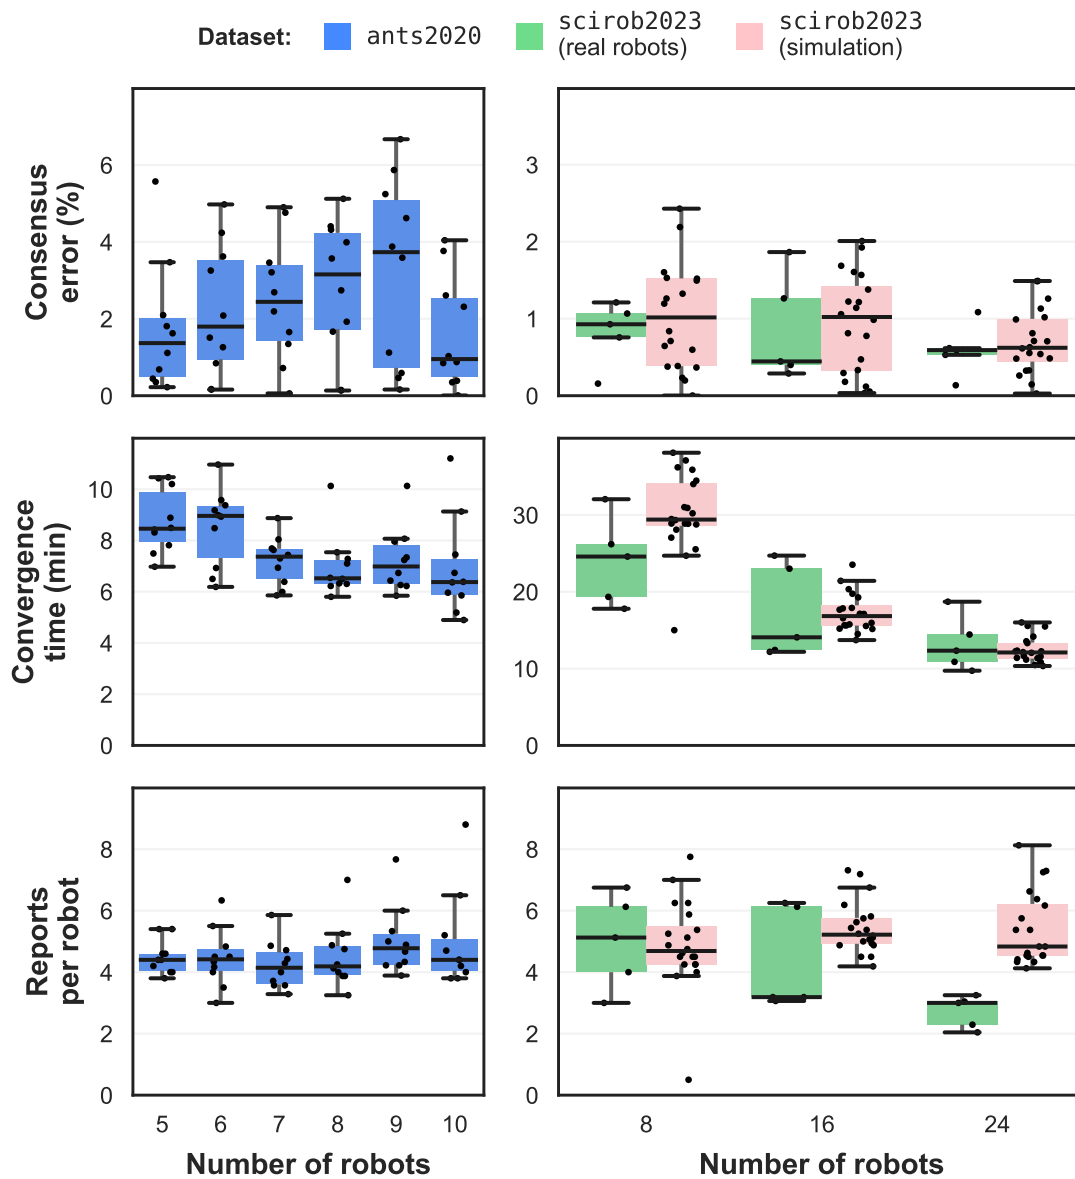 Dataset: ants2020 scirob2023 (real robots) scirob2023 (simulation)
Consensus
error (%)
6
4
2
0
3
2
1
0
Convergence
time (min)
10
8
6
4
2
0
30
20
10
0
Reports
per robot
8
6
4
2
0
8
6
4
2
0
5 6 7 8 9 10
8 16 24
Number of robots
Number of robots